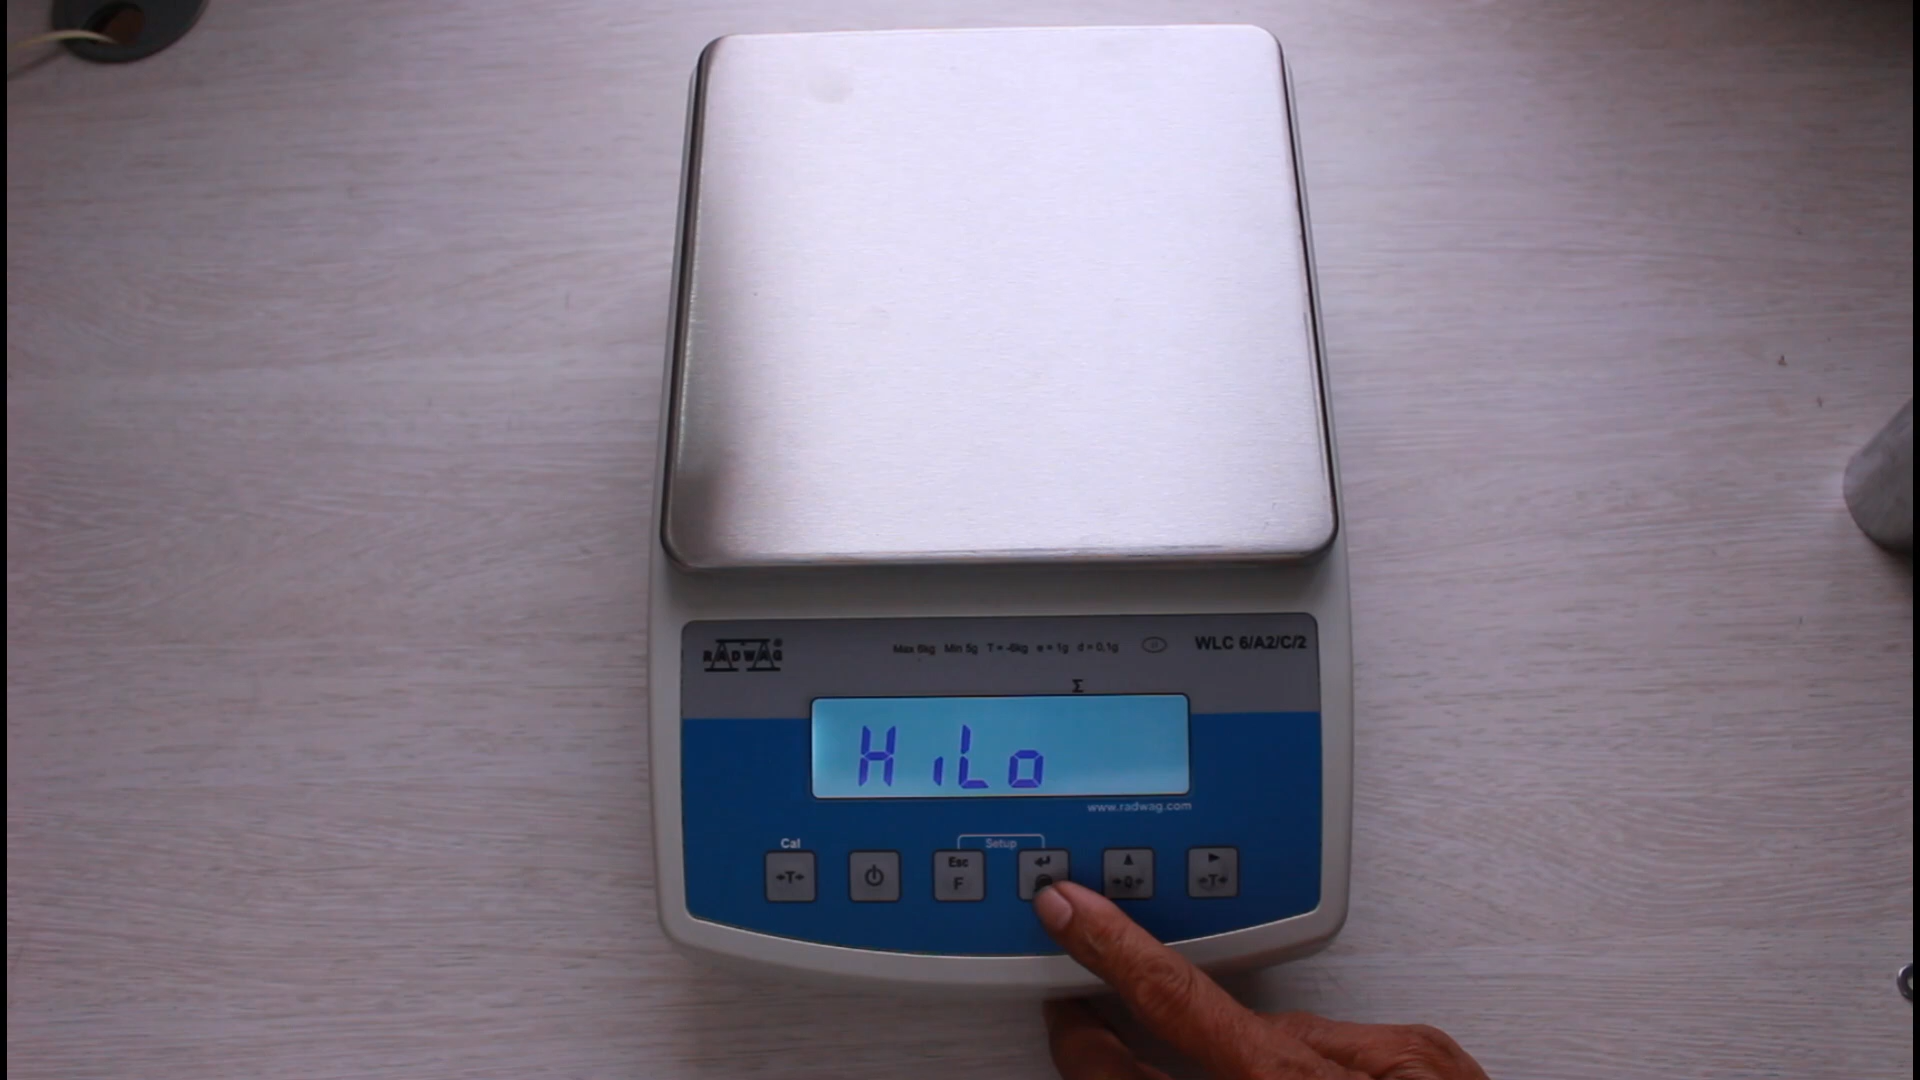 RADWAG
Max 6kg Min 5g T = -6kg e = 1g d = 0,1g
WLC 6/A2/C/2
Σ
HiLo
www.radwag.com
Cal
Setup
Esc
T
F
0
T